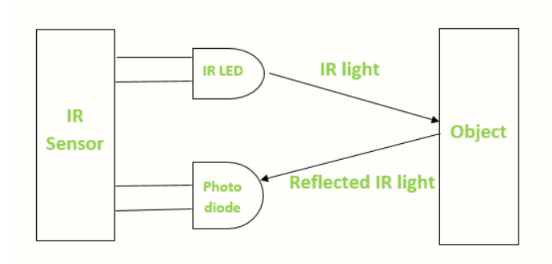 IR
Sensor
IR LED
IR light
Object
Photo
diode
Reflected IR light